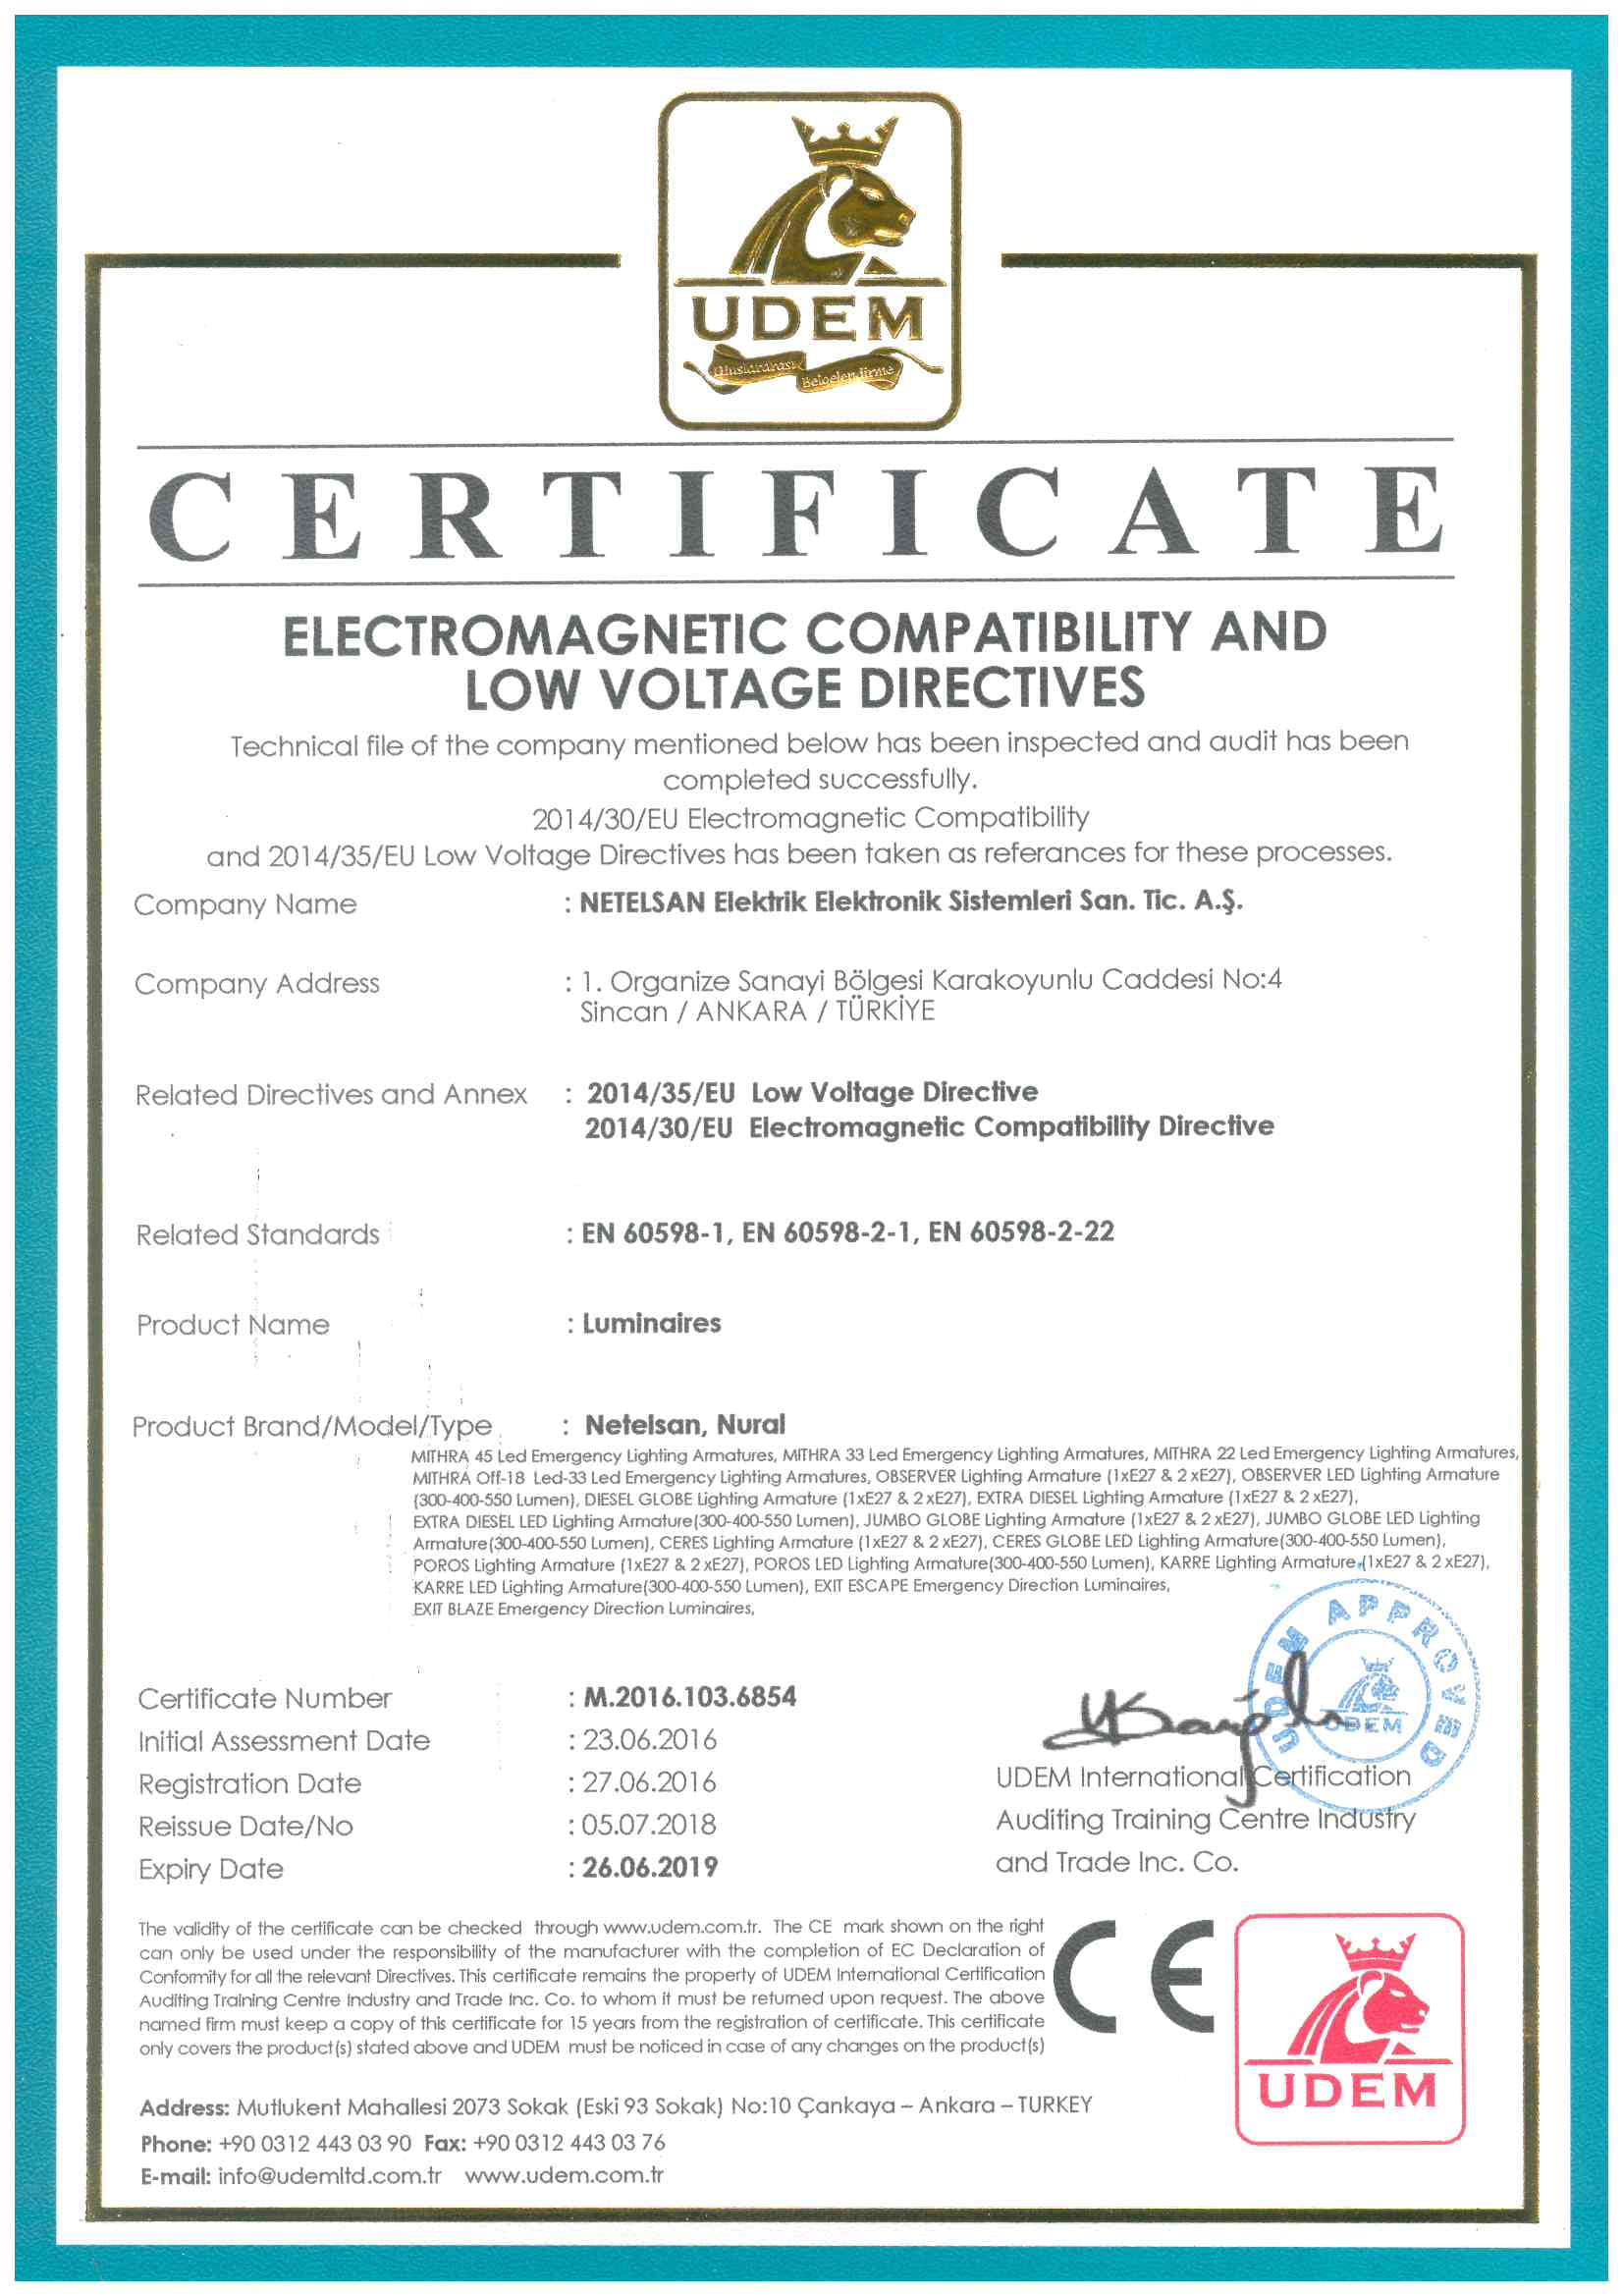 UDEM
Uluslararası Belgelendirme
CERTIFICATE
ELECTROMAGNETIC COMPATIBILITY AND
LOW VOLTAGE DIRECTIVES
Technical file of the company mentioned below has been inspected and audit has been
completed successfully.
2014/30/EU Electromagnetic Compatibility
and 2014/35/EU Low Voltage Directives has been taken as referances for these processes.
Company Name : NETELSAN Elektrik Elektronik Sistemleri San. Tic. A.Ş.
Company Address : 1. Organize Sanayi Bölgesi Karakoyunlu Caddesi No:4
Sincan / ANKARA / TÜRKİYE
Related Directives and Annex : 2014/35/EU Low Voltage Directive
2014/30/EU Electromagnetic Compatibility Directive
Related Standards : EN 60598-1, EN 60598-2-1, EN 60598-2-22
Product Name : Luminaires
Product Brand/Model/Type : Netelsan, Nural
MITHRA 45 Led Emergency Lighting Armatures, MITHRA 33 Led Emergency Lighting Armatures, MITHRA 22 Led Emergency Lighting Armatures,
MITHRA Off-18 Led-33 Led Emergency Lighting Armatures, OBSERVER Lighting Armature (1xE27 & 2 xE27), OBSERVER LED Lighting Armature
(300-400-550 Lumen), DIESEL GLOBE Lighting Armature (1xE27 & 2 xE27), EXTRA DIESEL Lighting Armature (1xE27 & 2 xE27),
EXTRA DIESEL LED Lighting Armature(300-400-550 Lumen), JUMBO GLOBE Lighting Armature (1xE27 & 2 xE27), JUMBO GLOBE LED Lighting
Armature(300-400-550 Lumen), CERES Lighting Armature (1xE27 & 2 xE27), CERES GLOBE LED Lighting Armature(300-400-550 Lumen),
POROS Lighting Armature (1xE27 & 2 xE27), POROS LED Lighting Armature(300-400-550 Lumen), KARRE Lighting Armature (1xE27 & 2 xE27),
KARRE LED Lighting Armature(300-400-550 Lumen), EXIT ESCAPE Emergency Direction Luminaires,
EXIT BLAZE Emergency Direction Luminaires,
UDEM APPROVED
UDEM
Certificate Number : M.2016.103.6854
Initial Assessment Date : 23.06.2016
Registration Date : 27.06.2016
Reissue Date/No : 05.07.2018
Expiry Date : 26.06.2019
UDEM International Certification
Auditing Training Centre Industry
and Trade Inc. Co.
The validity of the certificate can be checked through www.udem.com.tr. The CE mark shown on the right
can only be used under the responsibility of the manufacturer with the completion of EC Declaration of
Conformity for all the relevant Directives. This certificate remains the property of UDEM International Certification
Auditing Training Centre Industry and Trade Inc. Co. to whom it must be returned upon request. The above
named firm must keep a copy of this certificate for 15 years from the registration of certificate. This certificate
only covers the product(s) stated above and UDEM must be noticed in case of any changes on the product(s)
CE
UDEM
Address: Mutlukent Mahallesi 2073 Sokak (Eski 93 Sokak) No:10 Çankaya – Ankara – TURKEY
Phone: +90 0312 443 03 90 Fax: +90 0312 443 03 76
E-mail: info@udemltd.com.tr www.udem.com.tr